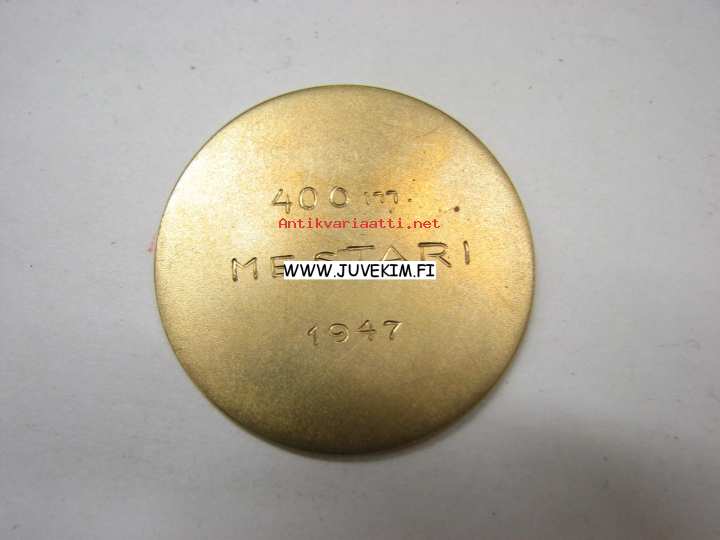 400 m.
Antikvariaatti.net
MESTARI
WWW.JUVEKIM.FI
1947